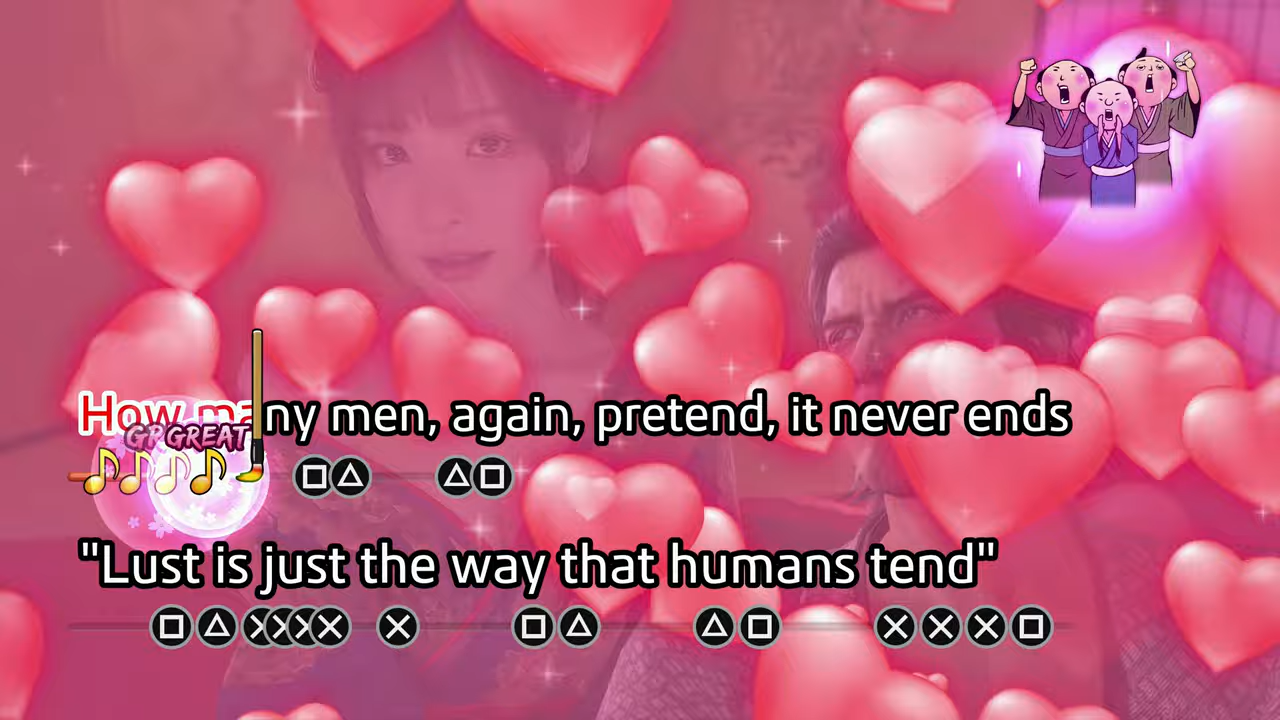 How many men, again, pretend, it never ends
GP GREAT
"Lust is just the way that humans tend"